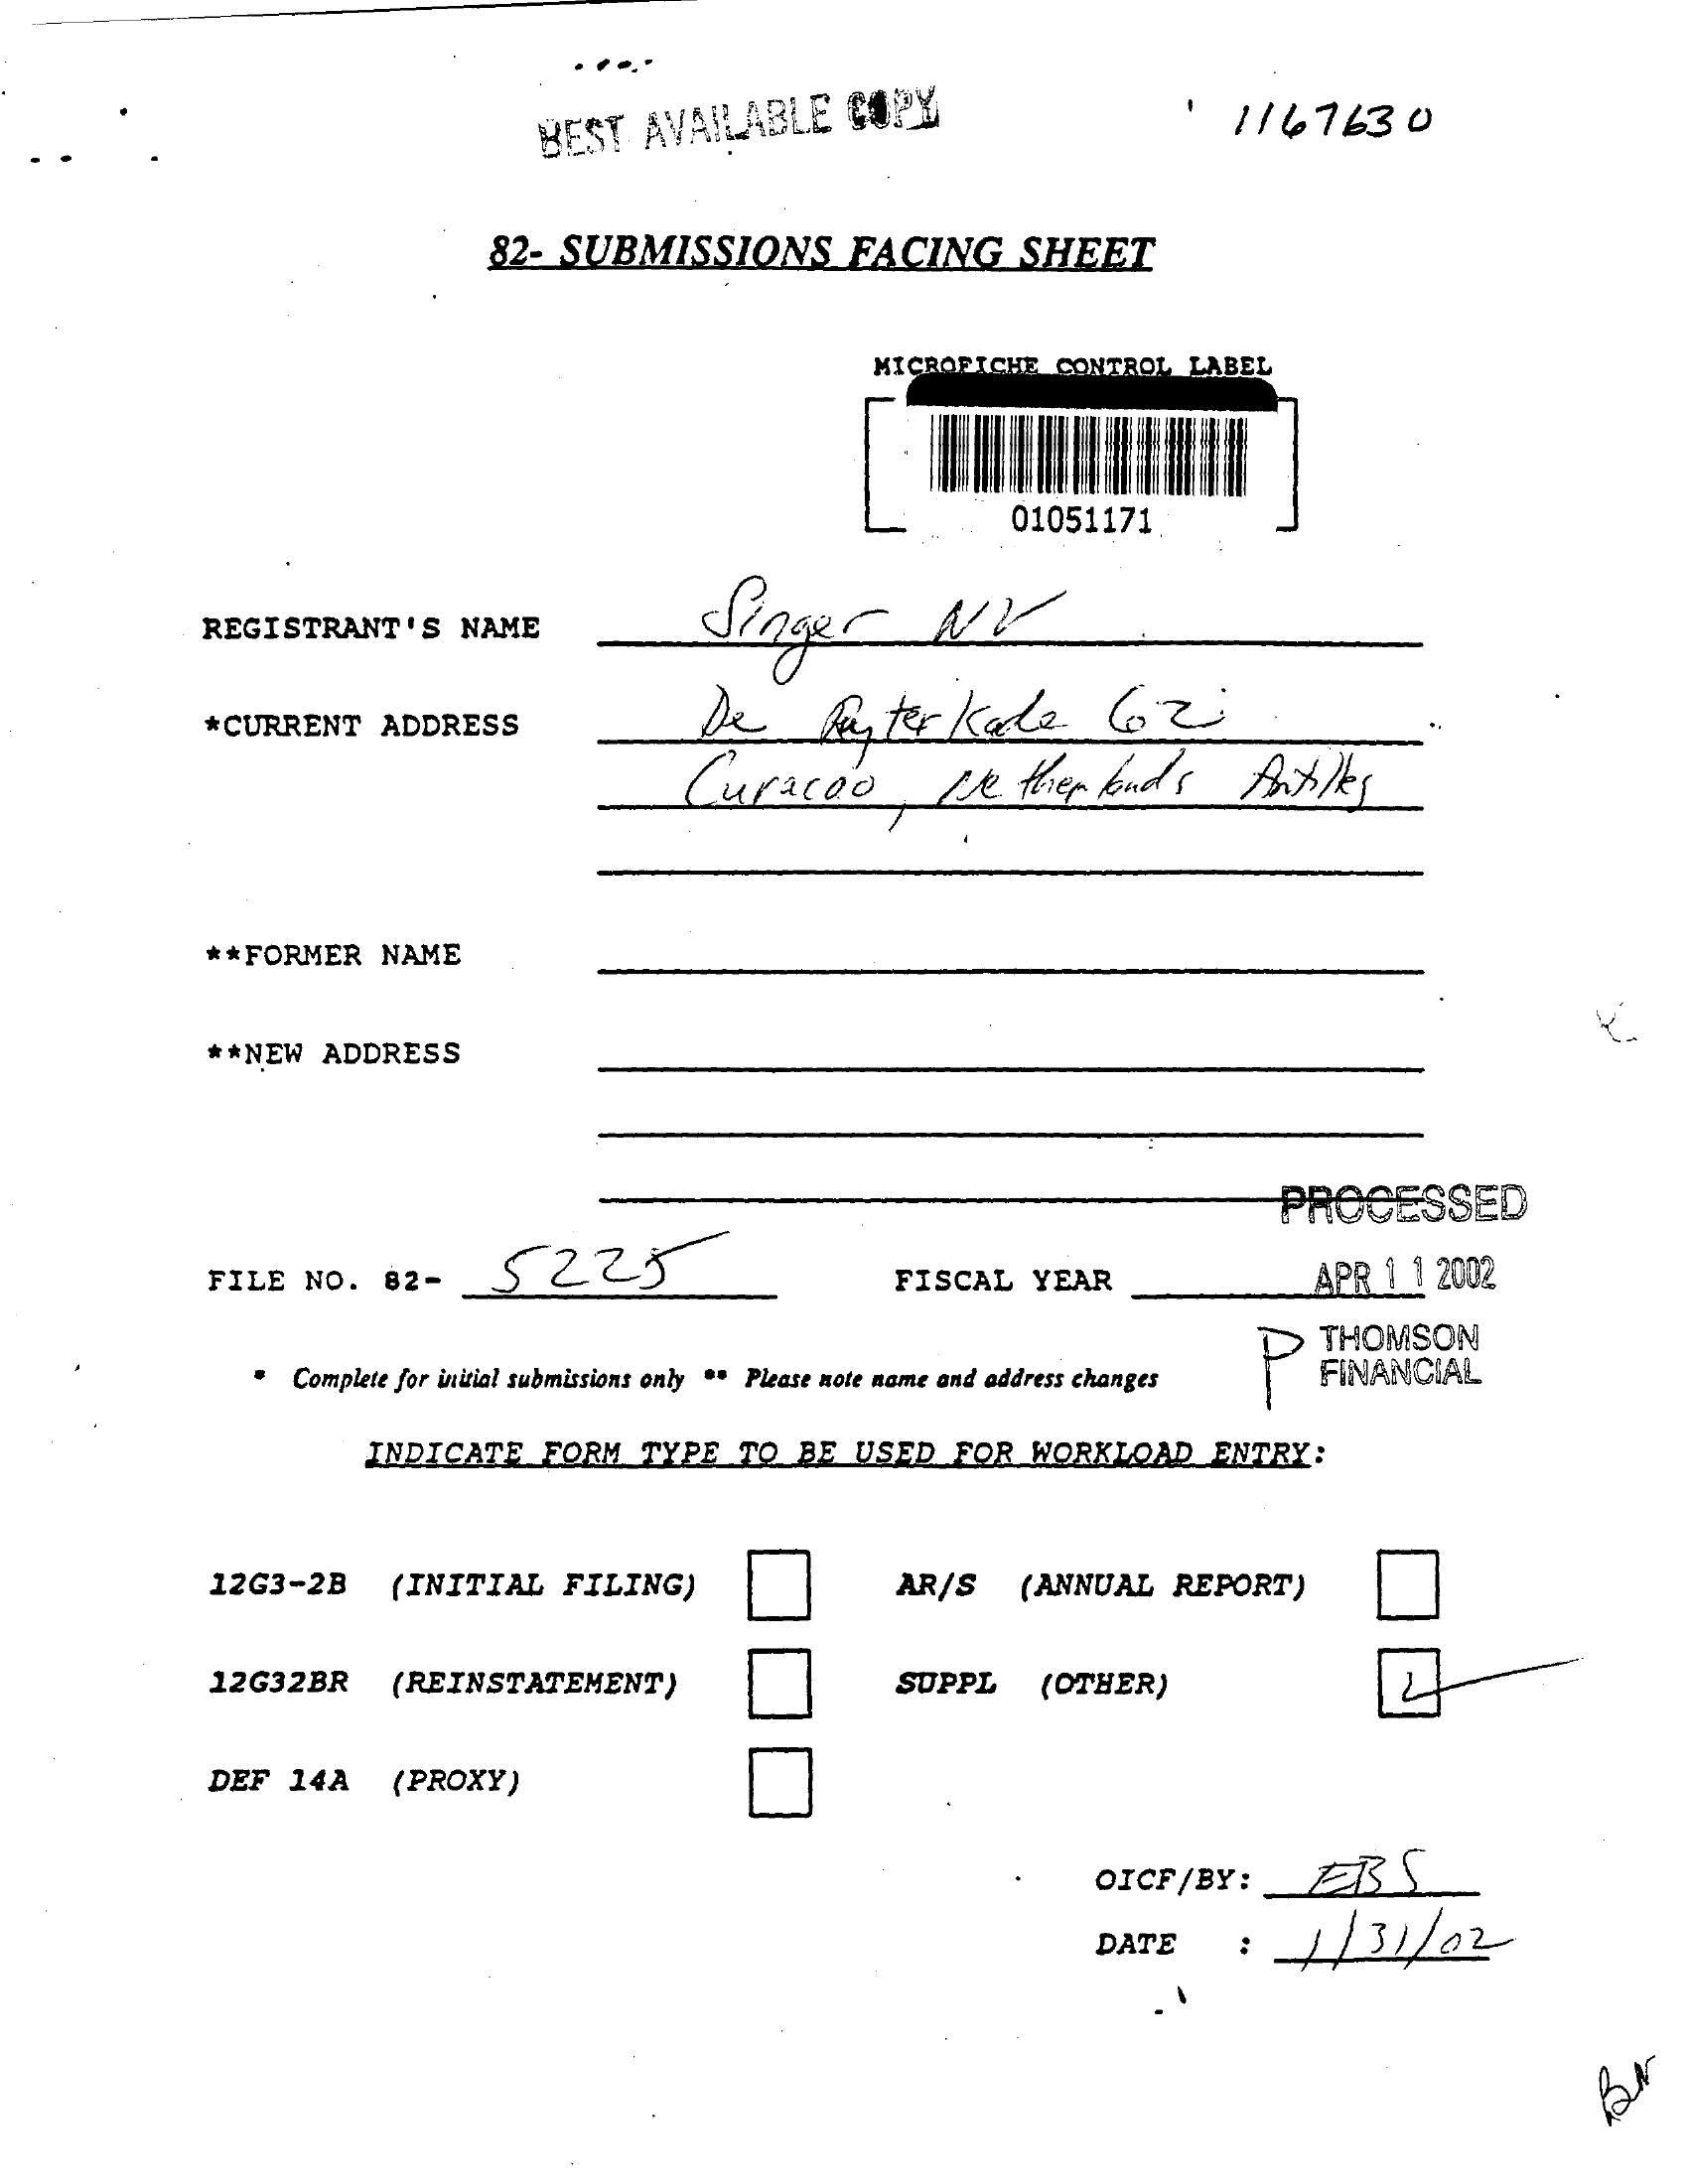 BEST AVAILABLE COPY
1167630
82- SUBMISSIONS FACING SHEET
MICROFICHE CONTROL LABEL
01051171
REGISTRANT'S NAME Singer NV
*CURRENT ADDRESS De Ruyterkade 62
Curacao, Netherlands Antilles
**FORMER NAME
**NEW ADDRESS
PROCESSED
FILE NO. 82- 5225 FISCAL YEAR APR 11 2002
P THOMSON
FINANCIAL
* Complete for initial submissions only ** Please note name and address changes
INDICATE FORM TYPE TO BE USED FOR WORKLOAD ENTRY:
12G3-2B (INITIAL FILING) AR/S (ANNUAL REPORT)
12G32BR (REINSTATEMENT) SUPPL (OTHER)
DEF 14A (PROXY)
OICF/BY: EBS
DATE : 1/31/02